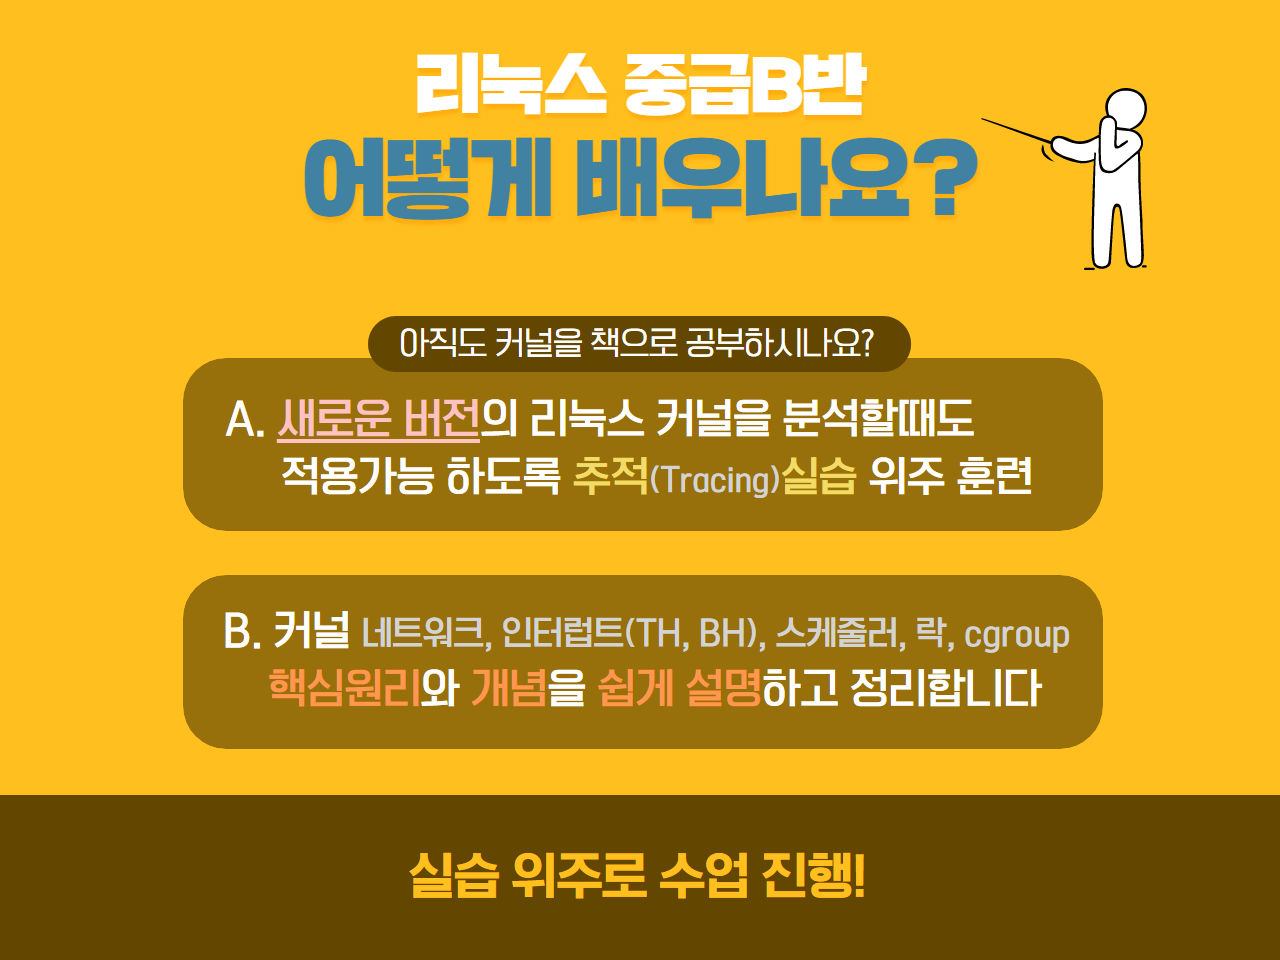 리눅스 중급B반
어떻게 배우나요?
아직도 커널을 책으로 공부하시나요?
A. 새로운 버전의 리눅스 커널을 분석할때도
적용가능 하도록 추적(Tracing)실습 위주 훈련
B. 커널 네트워크, 인터럽트(TH, BH), 스케줄러, 락, cgroup
핵심원리와 개념을 쉽게 설명하고 정리합니다
실습 위주로 수업 진행!